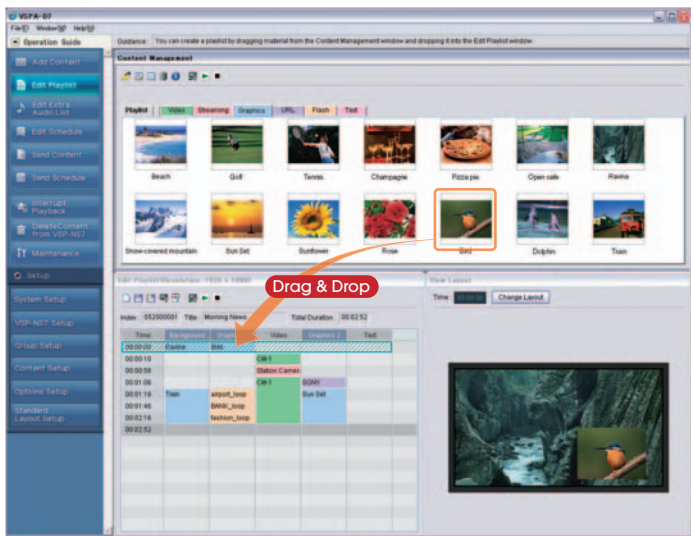 VSPA-D7
File(F) Window(W) Help(H)
Operation Guide
Guidance : You can create a playlist by dragging material from the Content Management window and dropping it into the Edit Playlist window.
Add Content
Edit Playlist
Edit Extra
Audio List
Edit Schedule
Send Content
Send Schedule
Interrupt
Playback
Delete Content
from VSP-NS7
Maintenance
Setup
System Setup
VSP-NS7 Setup
Group Setup
Content Setup
Options Setup
Standard
Layout Setup
Content Management
Playlist Video Streaming Graphics URL Flash Text
Beach Golf Tennis Champagne Pizza pie Open cafe Ravine
Snow-covered mountain Sun Set Sunflower Rose Bird Dolphin Train
Drag & Drop
Edit Playlist(Resolution: 1920 x 1080)
Index : 052000001 Title : Morning News Total Duration : 00:02:52
Time Background Graphics Video Graphics 2 Text
00:00:00 Ravine Bird
00:00:10 CM-1
00:00:56 Station Camera
00:01:06 CM-1 SONY
00:01:16 Train airport_loop Sun Set
00:01:46 BANK_loop
00:02:16 fashion_loop
00:02:52
View Layout
Time Change Layout